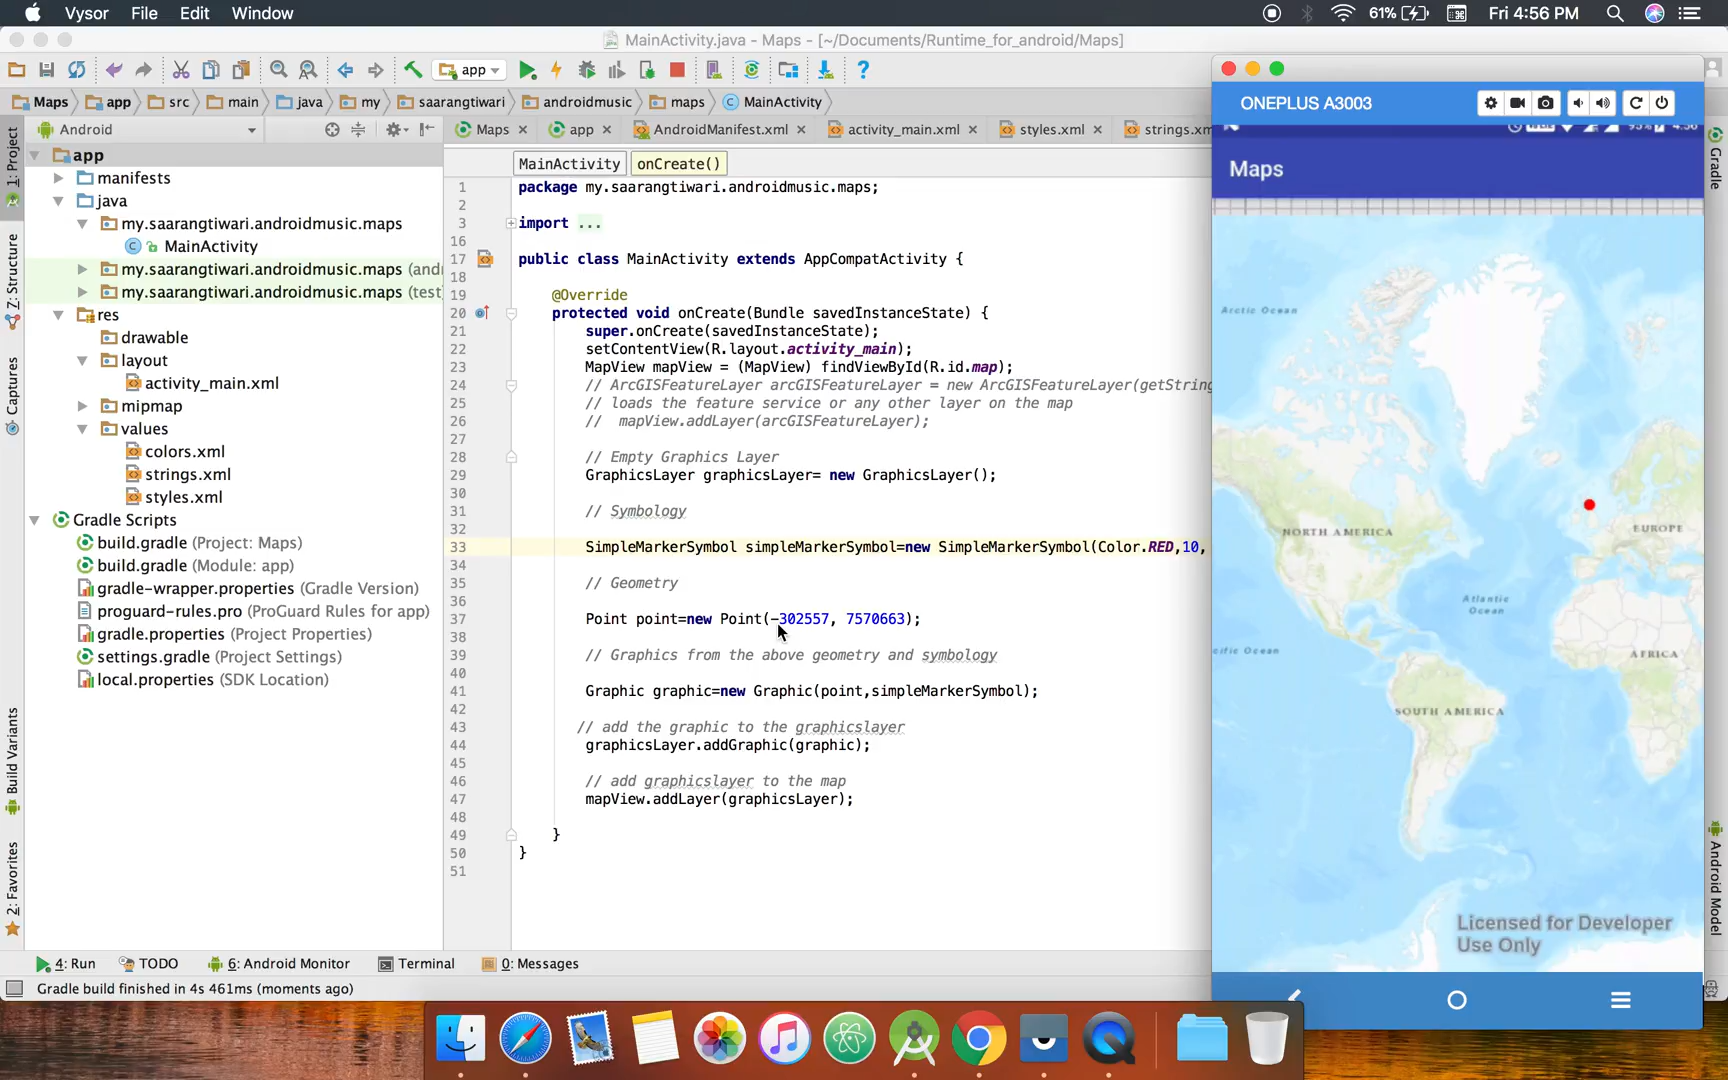 Vysor File Edit Window 61% Fri 4:56 PM
MainActivity.java - Maps - [~/Documents/Runtime_for_android/Maps]
app
Maps app src main java my saarangtiwari androidmusic maps MainActivity
Android
Maps app AndroidManifest.xml activity_main.xml styles.xml strings.xm
1: Project
Z: Structure
Captures
Build Variants
2: Favorites
app
manifests
java
my.saarangtiwari.androidmusic.maps
MainActivity
my.saarangtiwari.androidmusic.maps (and
my.saarangtiwari.androidmusic.maps (test
res
drawable
layout
activity_main.xml
mipmap
values
colors.xml
strings.xml
styles.xml
Gradle Scripts
build.gradle (Project: Maps)
build.gradle (Module: app)
gradle-wrapper.properties (Gradle Version)
proguard-rules.pro (ProGuard Rules for app)
gradle.properties (Project Properties)
settings.gradle (Project Settings)
local.properties (SDK Location)
MainActivity onCreate()
1 package my.saarangtiwari.androidmusic.maps;
2
3 import ...
16
17 public class MainActivity extends AppCompatActivity {
18
19 @Override
20 protected void onCreate(Bundle savedInstanceState) {
21 super.onCreate(savedInstanceState);
22 setContentView(R.layout.activity_main);
23 MapView mapView = (MapView) findViewById(R.id.map);
24 // ArcGISFeatureLayer arcGISFeatureLayer = new ArcGISFeatureLayer(getString
25 // loads the feature service or any other layer on the map
26 // mapView.addLayer(arcGISFeatureLayer);
27
28 // Empty Graphics Layer
29 GraphicsLayer graphicsLayer= new GraphicsLayer();
30
31 // Symbology
32
33 SimpleMarkerSymbol simpleMarkerSymbol=new SimpleMarkerSymbol(Color.RED,10,
34
35 // Geometry
36
37 Point point=new Point(-302557, 7570663);
38
39 // Graphics from the above geometry and symbology
40
41 Graphic graphic=new Graphic(point,simpleMarkerSymbol);
42
43 // add the graphic to the graphicslayer
44 graphicsLayer.addGraphic(graphic);
45
46 // add graphicslayer to the map
47 mapView.addLayer(graphicsLayer);
48
49 }
50 }
51
4: Run TODO 6: Android Monitor Terminal 0: Messages
Gradle build finished in 4s 461ms (moments ago)
ONEPLUS A3003
4:56
Maps
Arctic Ocean
NORTH AMERICA
EUROPE
Atlantic
Ocean
cific Ocean
AFRICA
SOUTH AMERICA
Licensed for Developer
Use Only
Gradle
Android Model